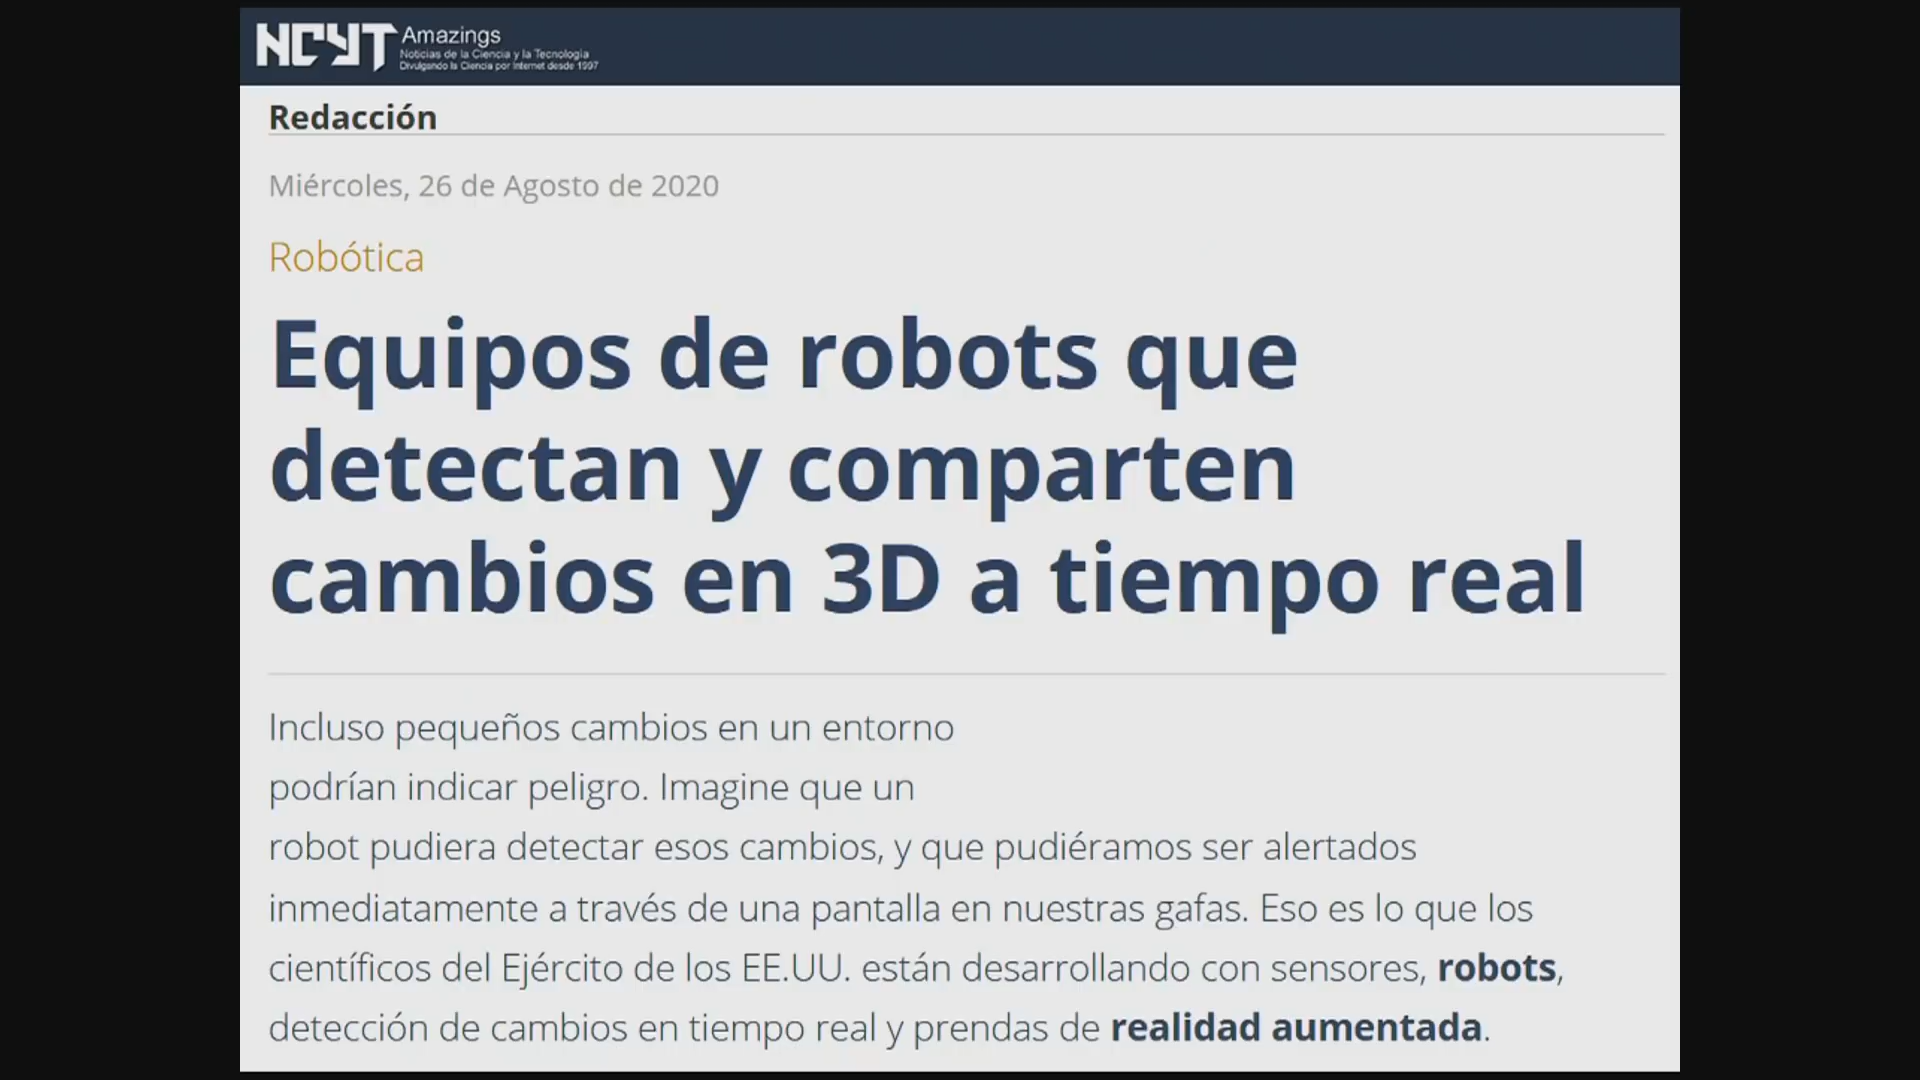 NCYT Amazings
Noticias de la Ciencia y la Tecnología
Divulgando la Ciencia por Internet desde 1997
Redacción
Miércoles, 26 de Agosto de 2020
Robótica
Equipos de robots que
detectan y comparten
cambios en 3D a tiempo real
Incluso pequeños cambios en un entorno
podrían indicar peligro. Imagine que un
robot pudiera detectar esos cambios, y que pudiéramos ser alertados
inmediatamente a través de una pantalla en nuestras gafas. Eso es lo que los
científicos del Ejército de los EE.UU. están desarrollando con sensores, robots,
detección de cambios en tiempo real y prendas de realidad aumentada.